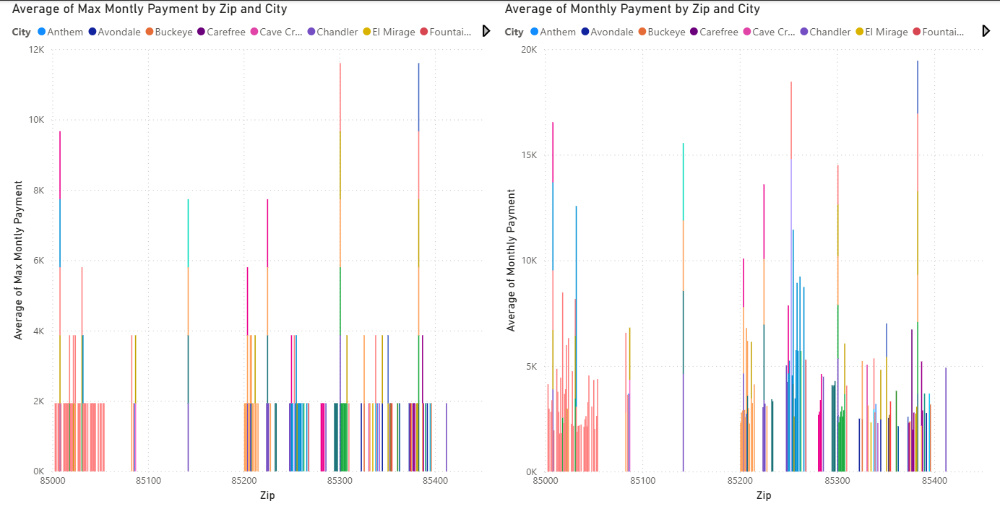 Average of Max Montly Payment by Zip and City
City Anthem Avondale Buckeye Carefree Cave Cr... Chandler El Mirage Fountai...
12K
10K
8K
6K
4K
2K
0K
Average of Max Montly Payment
85000 85100 85200 85300 85400
Zip
Average of Monthly Payment by Zip and City
City Anthem Avondale Buckeye Carefree Cave Cr... Chandler El Mirage Fountai...
20K
15K
10K
5K
0K
Average of Monthly Payment
85000 85100 85200 85300 85400
Zip